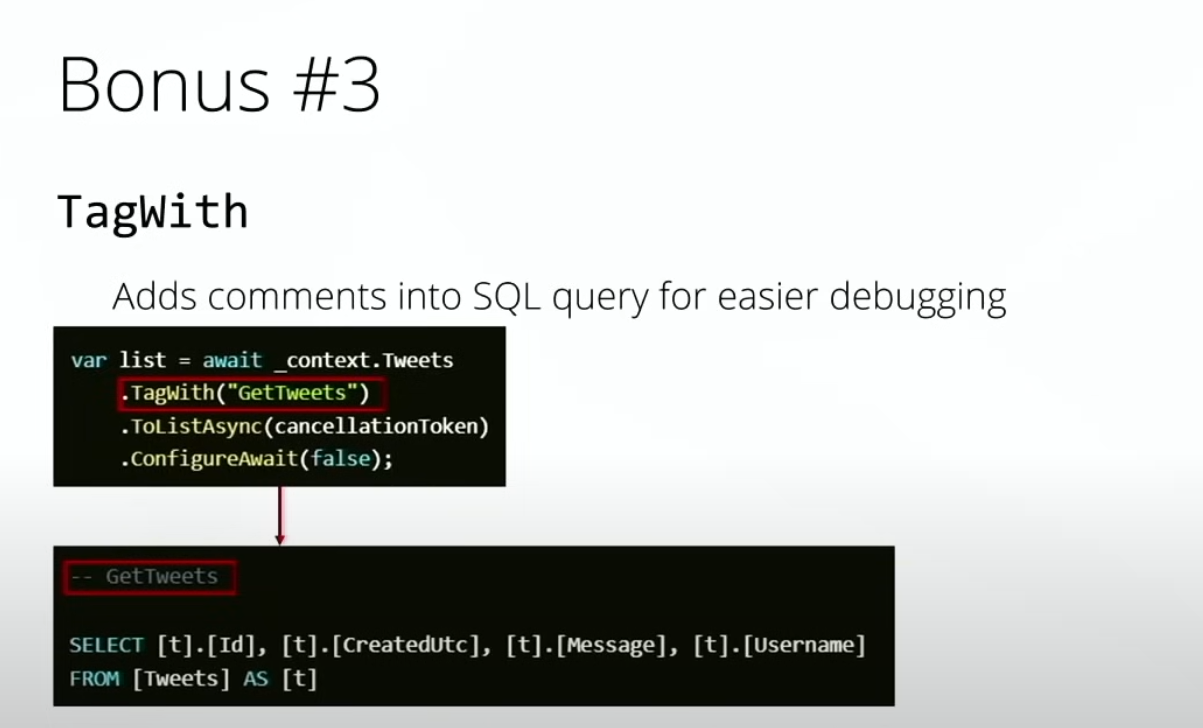 Bonus #3
TagWith
Adds comments into SQL query for easier debugging
var list = await _context.Tweets
.TagWith("GetTweets")
.ToListAsync(cancellationToken)
.ConfigureAwait(false);
-- GetTweets
SELECT [t].[Id], [t].[CreatedUtc], [t].[Message], [t].[Username]
FROM [Tweets] AS [t]